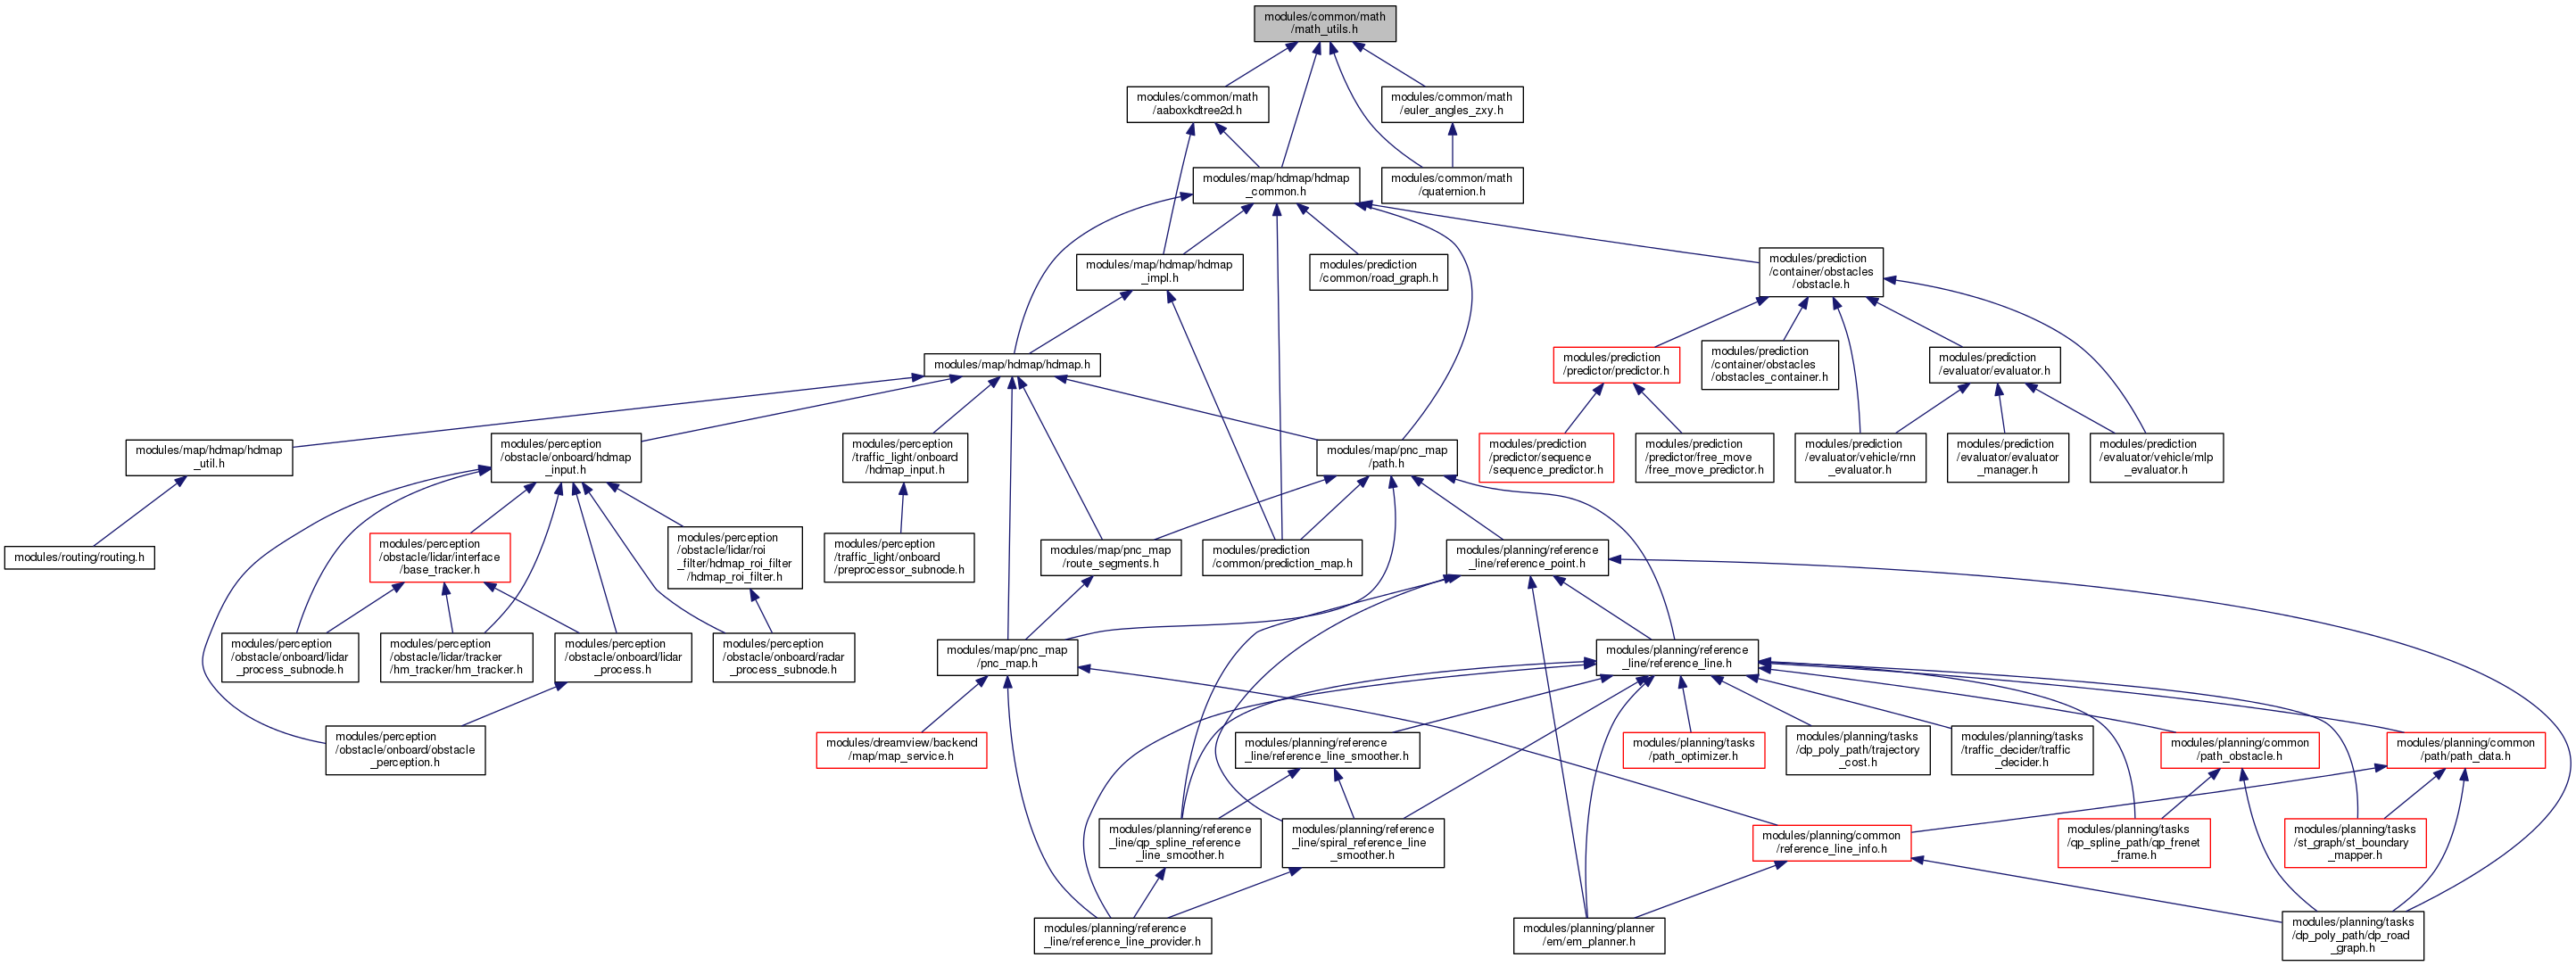 modules/common/math
/math_utils.h
modules/common/math
/aaboxkdtree2d.h
modules/common/math
/euler_angles_zxy.h
modules/map/hdmap/hdmap
_common.h
modules/common/math
/quaternion.h
modules/map/hdmap/hdmap
_impl.h
modules/prediction
/common/road_graph.h
modules/prediction
/container/obstacles
/obstacle.h
modules/map/hdmap/hdmap.h
modules/prediction
/predictor/predictor.h
modules/prediction
/container/obstacles
/obstacles_container.h
modules/prediction
/evaluator/evaluator.h
modules/map/hdmap/hdmap
_util.h
modules/perception
/obstacle/onboard/hdmap
_input.h
modules/perception
/traffic_light/onboard
/hdmap_input.h
modules/map/pnc_map
/path.h
modules/prediction
/predictor/sequence
/sequence_predictor.h
modules/prediction
/predictor/free_move
/free_move_predictor.h
modules/prediction
/evaluator/vehicle/rnn
_evaluator.h
modules/prediction
/evaluator/evaluator
_manager.h
modules/prediction
/evaluator/vehicle/mlp
_evaluator.h
modules/routing/routing.h
modules/perception
/obstacle/lidar/interface
/base_tracker.h
modules/perception
/obstacle/lidar/roi
_filter/hdmap_roi_filter
/hdmap_roi_filter.h
modules/perception
/traffic_light/onboard
/preprocessor_subnode.h
modules/map/pnc_map
/route_segments.h
modules/prediction
/common/prediction_map.h
modules/planning/reference
_line/reference_point.h
modules/perception
/obstacle/onboard/lidar
_process_subnode.h
modules/perception
/obstacle/lidar/tracker
/hm_tracker/hm_tracker.h
modules/perception
/obstacle/onboard/lidar
_process.h
modules/perception
/obstacle/onboard/radar
_process_subnode.h
modules/map/pnc_map
/pnc_map.h
modules/planning/reference
_line/reference_line.h
modules/perception
/obstacle/onboard/obstacle
_perception.h
modules/dreamview/backend
/map/map_service.h
modules/planning/reference
_line/reference_line_smoother.h
modules/planning/tasks
/path_optimizer.h
modules/planning/tasks
/dp_poly_path/trajectory
_cost.h
modules/planning/tasks
/traffic_decider/traffic
_decider.h
modules/planning/common
/path_obstacle.h
modules/planning/common
/path/path_data.h
modules/planning/reference
_line/qp_spline_reference
_line_smoother.h
modules/planning/reference
_line/spiral_reference_line
_smoother.h
modules/planning/common
/reference_line_info.h
modules/planning/tasks
/qp_spline_path/qp_frenet
_frame.h
modules/planning/tasks
/st_graph/st_boundary
_mapper.h
modules/planning/reference
_line/reference_line_provider.h
modules/planning/planner
/em/em_planner.h
modules/planning/tasks
/dp_poly_path/dp_road
_graph.h